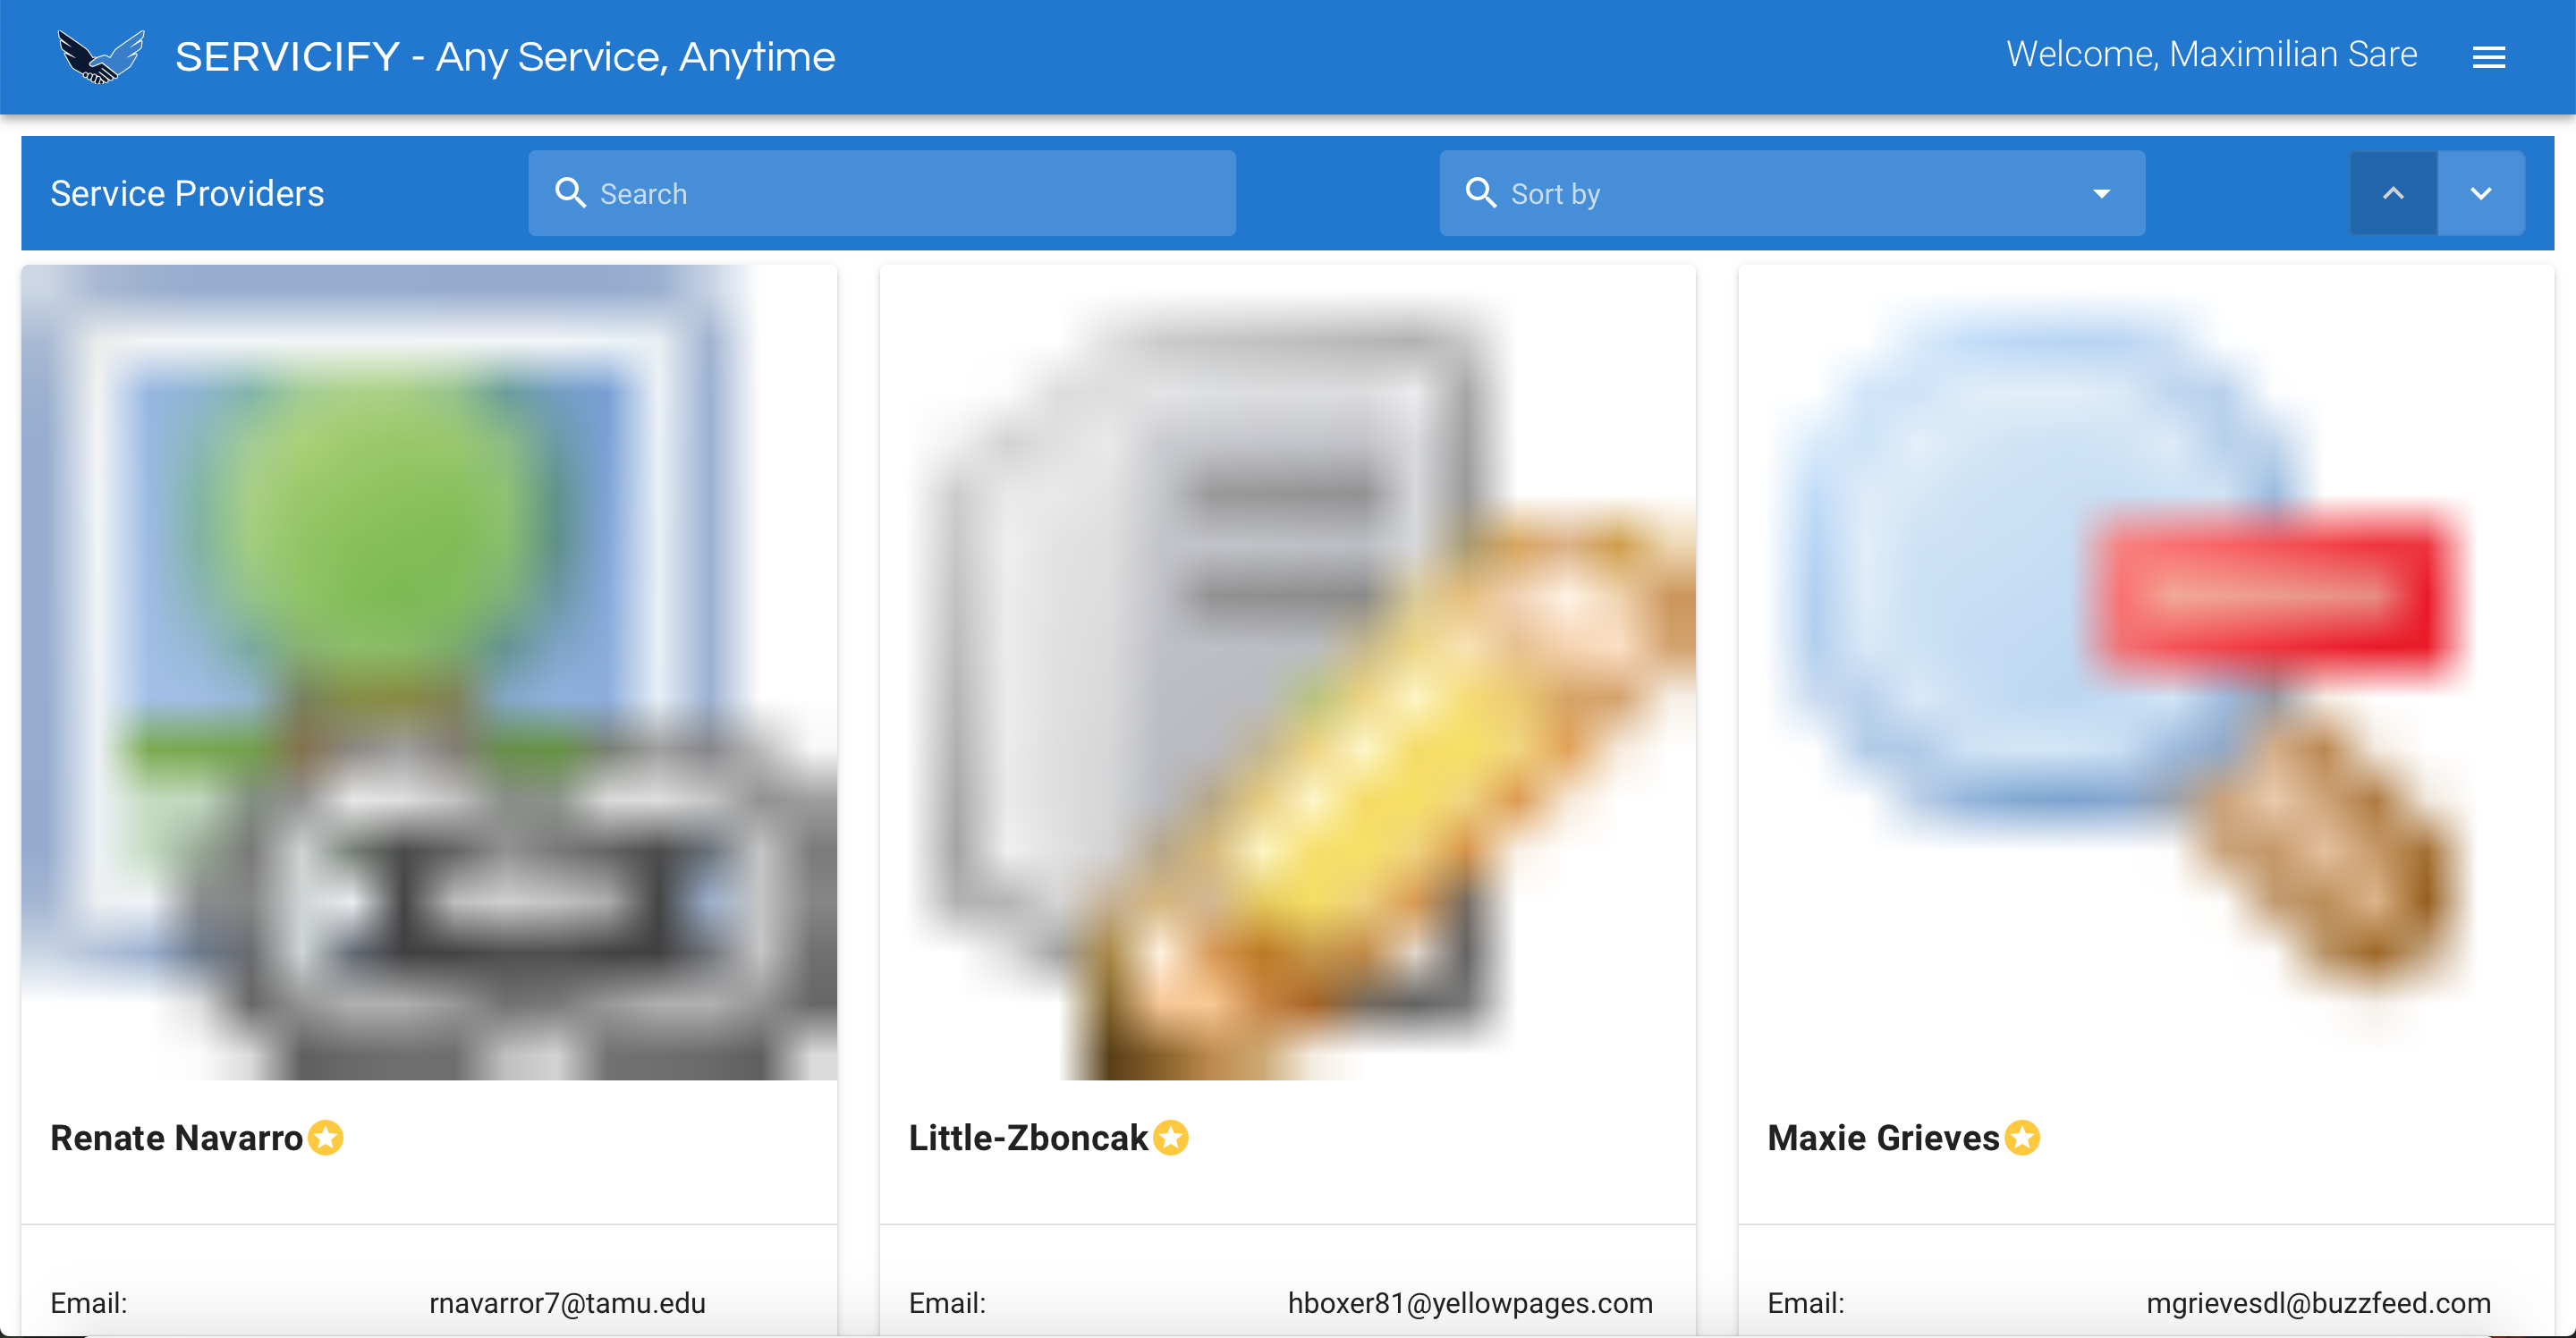 SERVICIFY - Any Service, Anytime
Welcome, Maximilian Sare
Service Providers
Search
Sort by
Renate Navarro
Little-Zboncak
Maxie Grieves
Email: rnavarror7@tamu.edu
Email: hboxer81@yellowpages.com
Email: mgrievesdl@buzzfeed.com